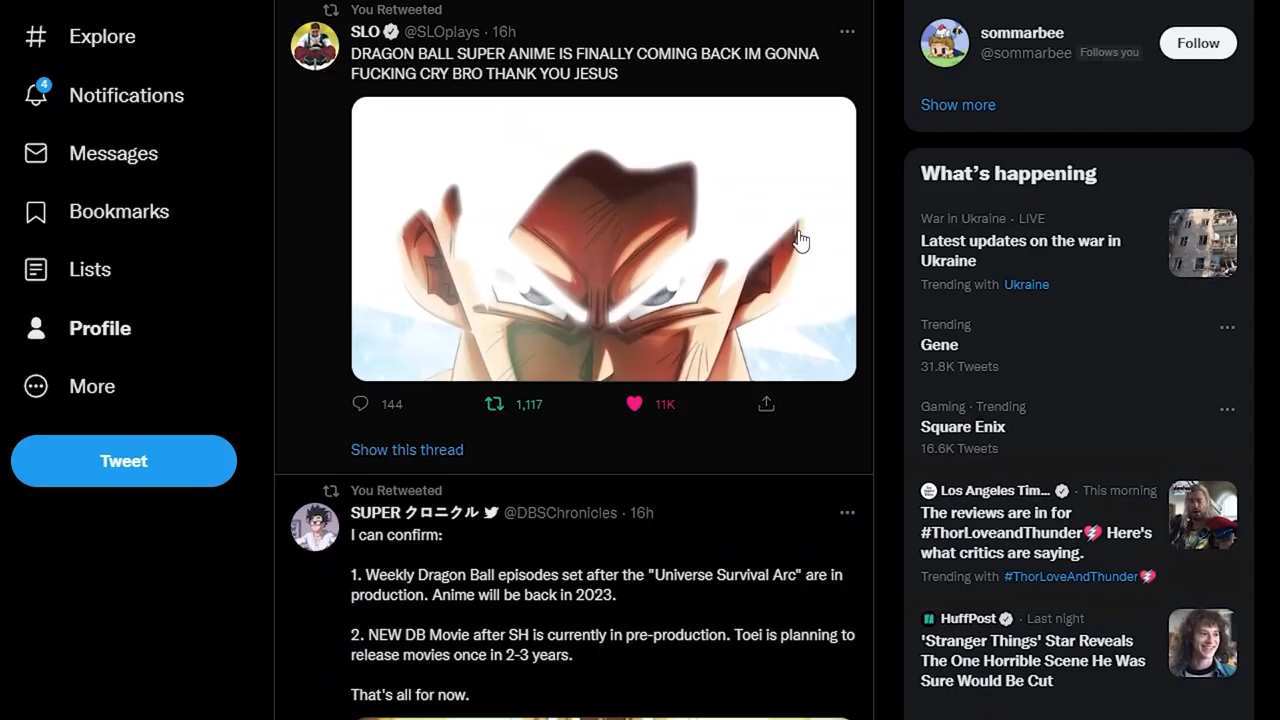 Explore
4
Notifications
Messages
Bookmarks
Lists
Profile
More
Tweet
You Retweeted
SLO @SLOplays · 16h
DRAGON BALL SUPER ANIME IS FINALLY COMING BACK IM GONNA
FUCKING CRY BRO THANK YOU JESUS
144
1,117
11K
Show this thread
You Retweeted
SUPER クロニクル @DBSChronicles · 16h
I can confirm:
1. Weekly Dragon Ball episodes set after the "Universe Survival Arc" are in
production. Anime will be back in 2023.
2. NEW DB Movie after SH is currently in pre-production. Toei is planning to
release movies once in 2-3 years.
That's all for now.
sommarbee
@sommarbee Follows you
Follow
Show more
What's happening
War in Ukraine · LIVE
Latest updates on the war in
Ukraine
Trending with Ukraine
Trending
Gene
31.8K Tweets
Gaming · Trending
Square Enix
16.6K Tweets
Los Angeles Tim... · This morning
The reviews are in for
#ThorLoveandThunder💔 Here's
what critics are saying.
Trending with #ThorLoveAndThunder💔
HuffPost · Last night
'Stranger Things' Star Reveals
The One Horrible Scene He Was
Sure Would Be Cut